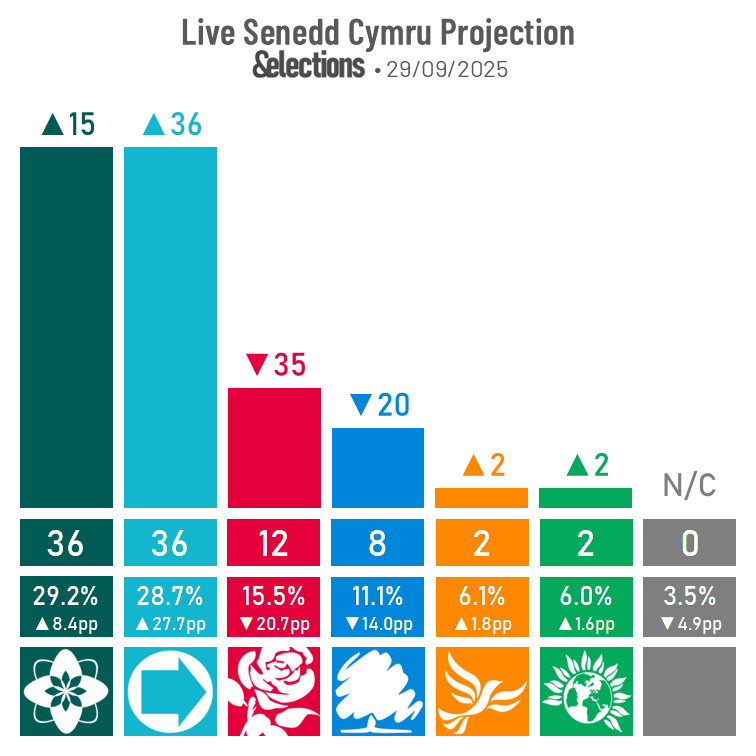 Live Senedd Cymru Projection
&elections • 29/09/2025
▲15 ▲36 ▼35 ▼20 ▲2 ▲2 N/C
36 36 12 8 2 2 0
29.2% 28.7% 15.5% 11.1% 6.1% 6.0% 3.5%
▲8.4pp ▲27.7pp ▼20.7pp ▼14.0pp ▲1.8pp ▲1.6pp ▼4.9pp